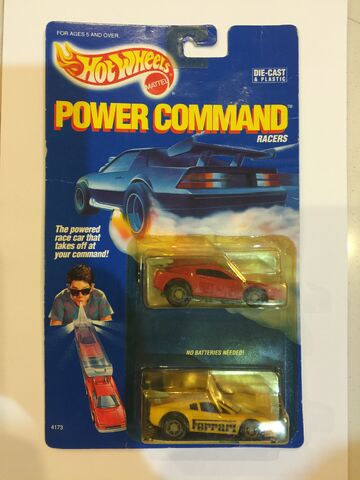 FOR AGES 5 AND OVER.
Hot Wheels
MATTEL
DIE-CAST
& PLASTIC
POWER COMMAND™
RACERS
The powered
race car that
takes off at
your command!
NO BATTERIES NEEDED!
Ferrari
4173